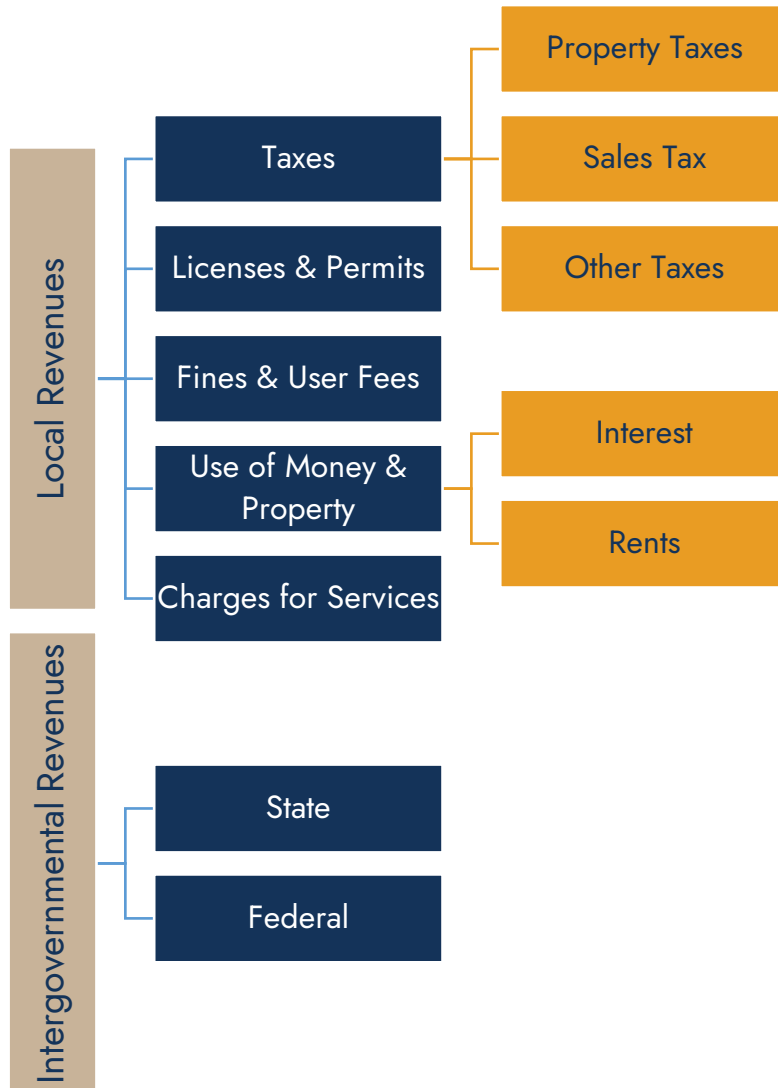 Local Revenues
Taxes
Property Taxes
Sales Tax
Other Taxes
Licenses & Permits
Fines & User Fees
Use of Money &
Property
Interest
Rents
Charges for Services
Intergovernmental Revenues
State
Federal